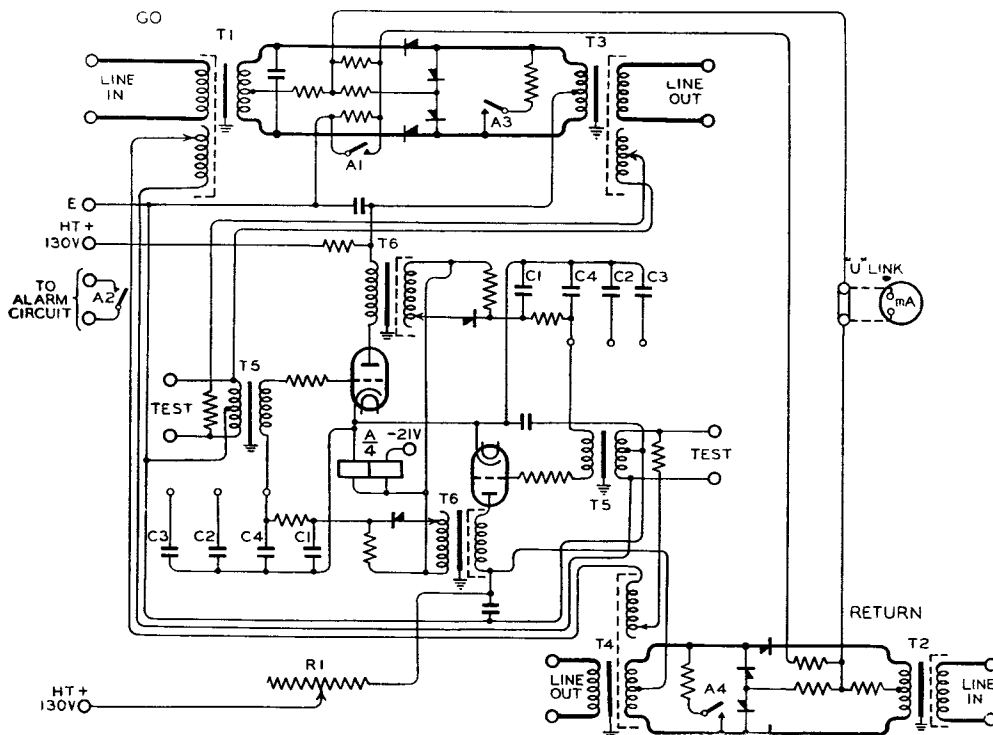 GO
T1
T3
LINE
IN
LINE
OUT
A3
A1
E
HT +
130V
T6
TO
ALARM
CIRCUIT
A2
C1
C4
C2
C3
"U" LINK
mA
T5
TEST
A
4
-21V
TEST
T5
T6
C3
C2
C4
C1
RETURN
T4
T2
R1
LINE
OUT
A4
LINE
IN
HT +
130V